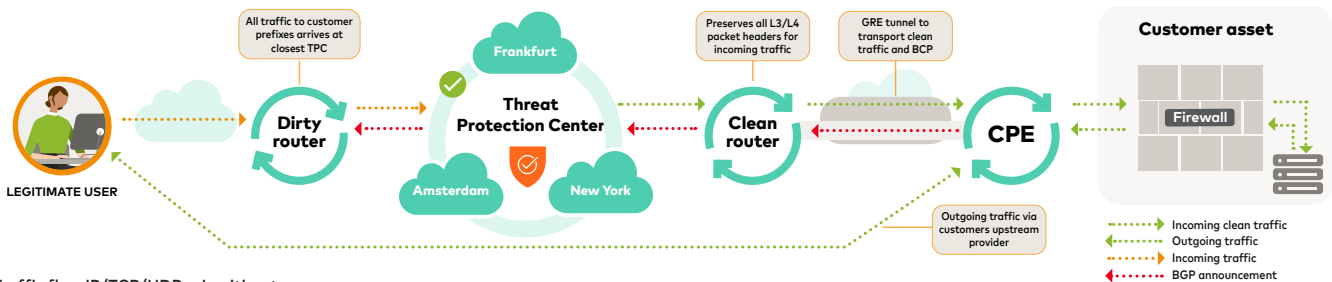 All traffic to customer
prefixes arrives at
closest TPC
Preserves all L3/L4
packet headers for
incoming traffic
GRE tunnel to
transport clean
traffic and BCP
Customer asset
Frankfurt
Threat
Protection Center
Dirty
router
Clean
router
CPE
Firewall
LEGITIMATE USER
Amsterdam
New York
Outgoing traffic via
customers upstream
provider
Incoming clean traffic
Outgoing traffic
Incoming traffic
BGP announcement